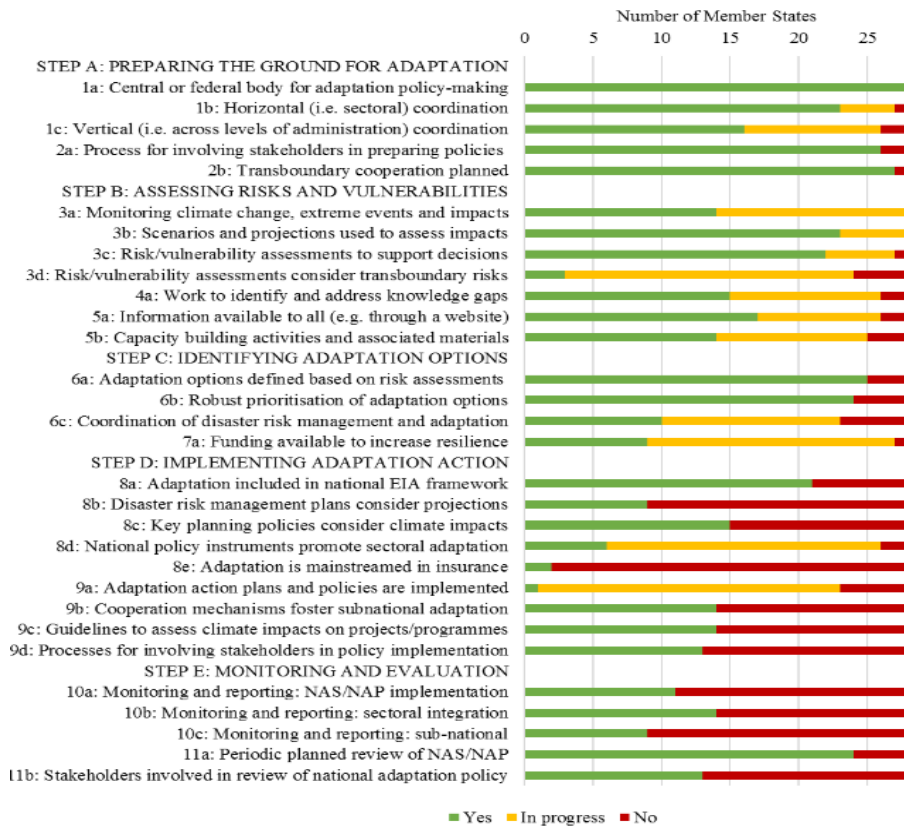 Number of Member States
0 5 10 15 20 25
STEP A: PREPARING THE GROUND FOR ADAPTATION
1a: Central or federal body for adaptation policy-making
1b: Horizontal (i.e. sectoral) coordination
1c: Vertical (i.e. across levels of administration) coordination
2a: Process for involving stakeholders in preparing policies
2b: Transboundary cooperation planned
STEP B: ASSESSING RISKS AND VULNERABILITIES
3a: Monitoring climate change, extreme events and impacts
3b: Scenarios and projections used to assess impacts
3c: Risk/vulnerability assessments to support decisions
3d: Risk/vulnerability assessments consider transboundary risks
4a: Work to identify and address knowledge gaps
5a: Information available to all (e.g. through a website)
5b: Capacity building activities and associated materials
STEP C: IDENTIFYING ADAPTATION OPTIONS
6a: Adaptation options defined based on risk assessments
6b: Robust prioritisation of adaptation options
6c: Coordination of disaster risk management and adaptation
7a: Funding available to increase resilience
STEP D: IMPLEMENTING ADAPTATION ACTION
8a: Adaptation included in national EIA framework
8b: Disaster risk management plans consider projections
8c: Key planning policies consider climate impacts
8d: National policy instruments promote sectoral adaptation
8e: Adaptation is mainstreamed in insurance
9a: Adaptation action plans and policies are implemented
9b: Cooperation mechanisms foster subnational adaptation
9c: Guidelines to assess climate impacts on projects/programmes
9d: Processes for involving stakeholders in policy implementation
STEP E: MONITORING AND EVALUATION
10a: Monitoring and reporting: NAS/NAP implementation
10b: Monitoring and reporting: sectoral integration
10c: Monitoring and reporting: sub-national
11a: Periodic planned review of NAS/NAP
11b: Stakeholders involved in review of national adaptation policy
Yes In progress No